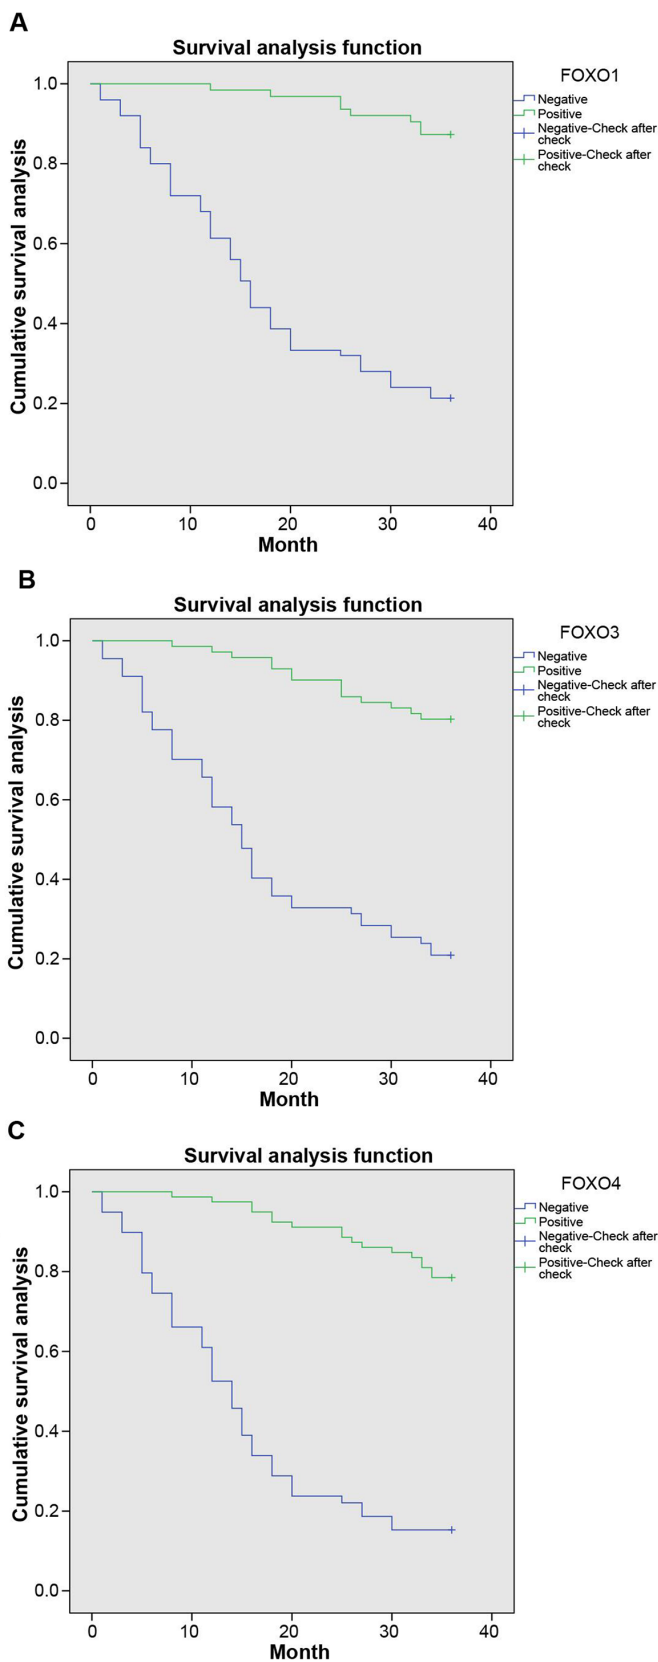 A
Survival analysis function
FOXO1
Negative
Positive
Negative-Check after
check
Positive-Check after
check
Cumulative survival analysis
1.0
0.8
0.6
0.4
0.2
0.0
0 10 20 30 40
Month
B
Survival analysis function
FOXO3
Negative
Positive
Negative-Check after
check
Positive-Check after
check
Cumulative survival analysis
1.0
0.8
0.6
0.4
0.2
0.0
0 10 20 30 40
Month
C
Survival analysis function
FOXO4
Negative
Positive
Negative-Check after
check
Positive-Check after
check
Cumulative survival analysis
1.0
0.8
0.6
0.4
0.2
0.0
0 10 20 30 40
Month